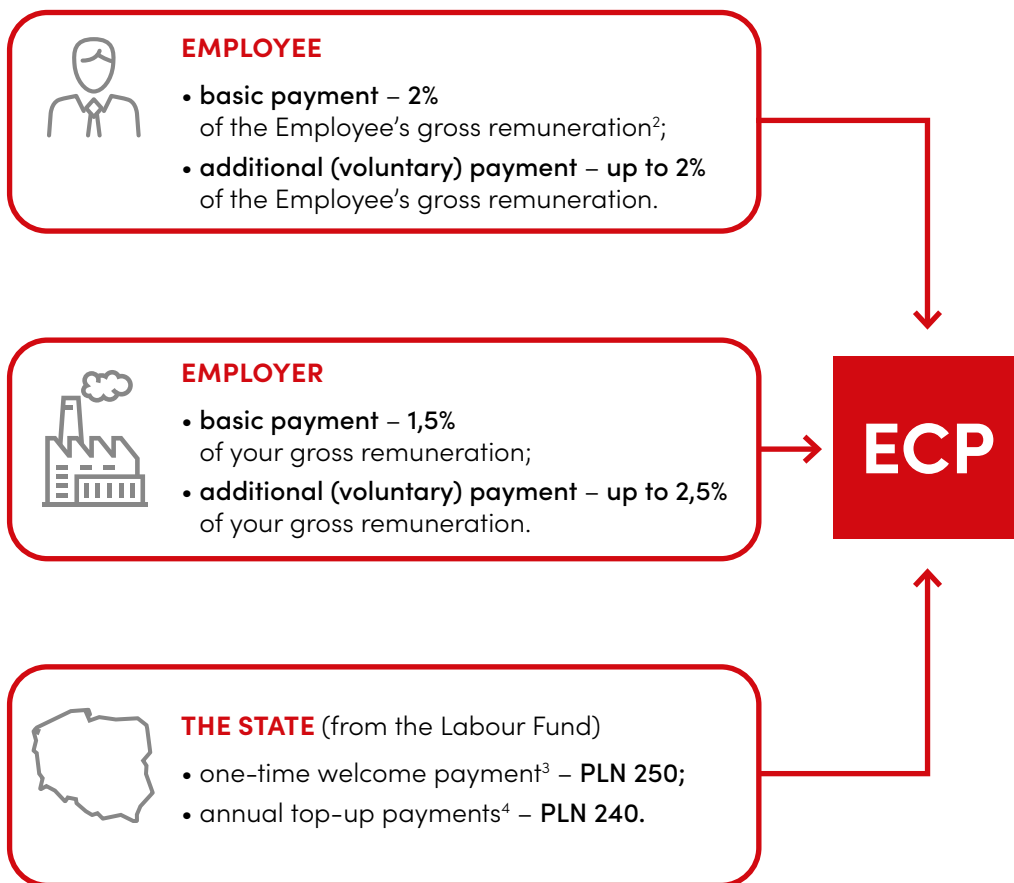 EMPLOYEE
• basic payment – 2%
of the Employee’s gross remuneration²;
• additional (voluntary) payment – up to 2%
of the Employee’s gross remuneration.
EMPLOYER
• basic payment – 1,5%
of your gross remuneration;
• additional (voluntary) payment – up to 2,5%
of your gross remuneration.
ECP
THE STATE (from the Labour Fund)
• one-time welcome payment³ – PLN 250;
• annual top-up payments⁴ – PLN 240.